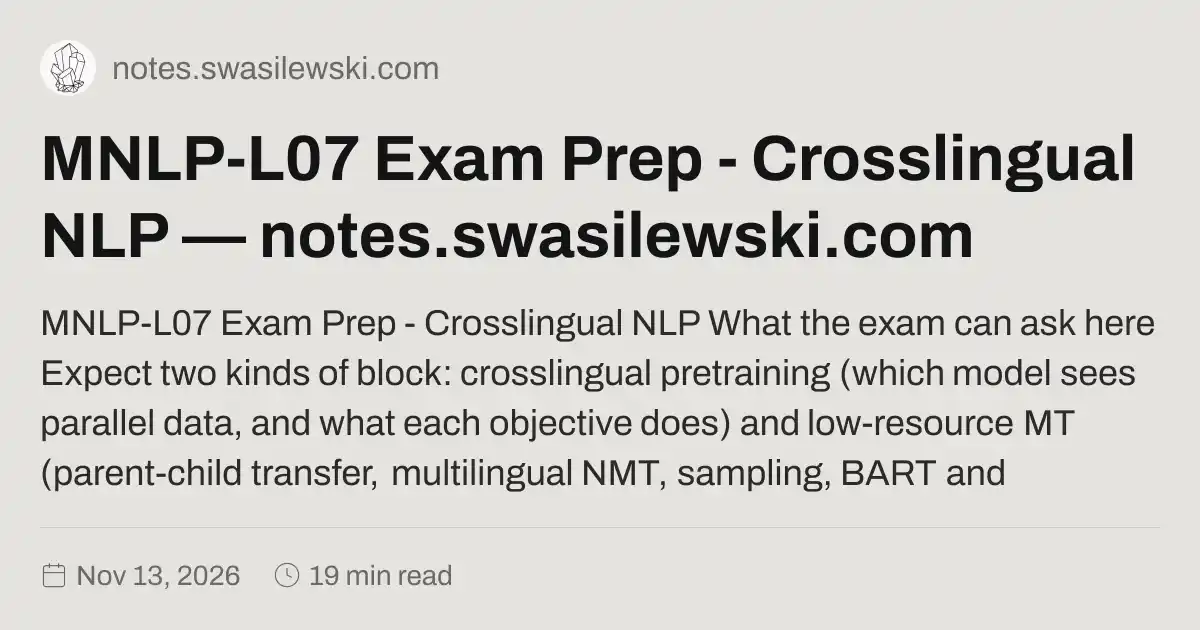 notes.swasilewski.com
MNLP-L07 Exam Prep - Crosslingual
NLP — notes.swasilewski.com
MNLP-L07 Exam Prep - Crosslingual NLP What the exam can ask here
Expect two kinds of block: crosslingual pretraining (which model sees
parallel data, and what each objective does) and low-resource MT
(parent-child transfer, multilingual NMT, sampling, BART and
Nov 13, 2026
19 min read